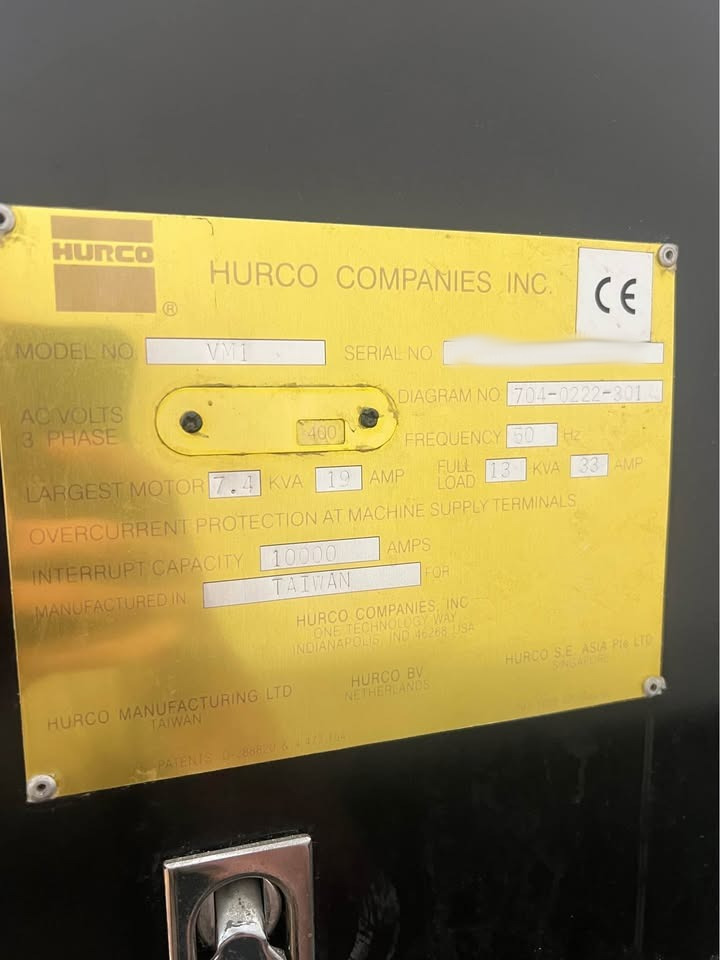 HURCO
®
HURCO COMPANIES INC.
CE
MODEL NO. VM1 SERIAL NO
DIAGRAM NO. 704-0222-301
AC VOLTS
3 PHASE 400 FREQUENCY 50 Hz
LARGEST MOTOR 7.4 KVA 19 AMP FULL LOAD 13 KVA 33 AMP
OVERCURRENT PROTECTION AT MACHINE SUPPLY TERMINALS
INTERRUPT CAPACITY 10000 AMPS
MANUFACTURED IN TAIWAN FOR
HURCO COMPANIES, INC
ONE TECHNOLOGY WAY
INDIANAPOLIS, IND 46268 USA
HURCO MANUFACTURING LTD
TAIWAN
HURCO BV
NETHERLANDS
HURCO S.E. ASIA Pte LTD
SINGAPORE
PATENTS